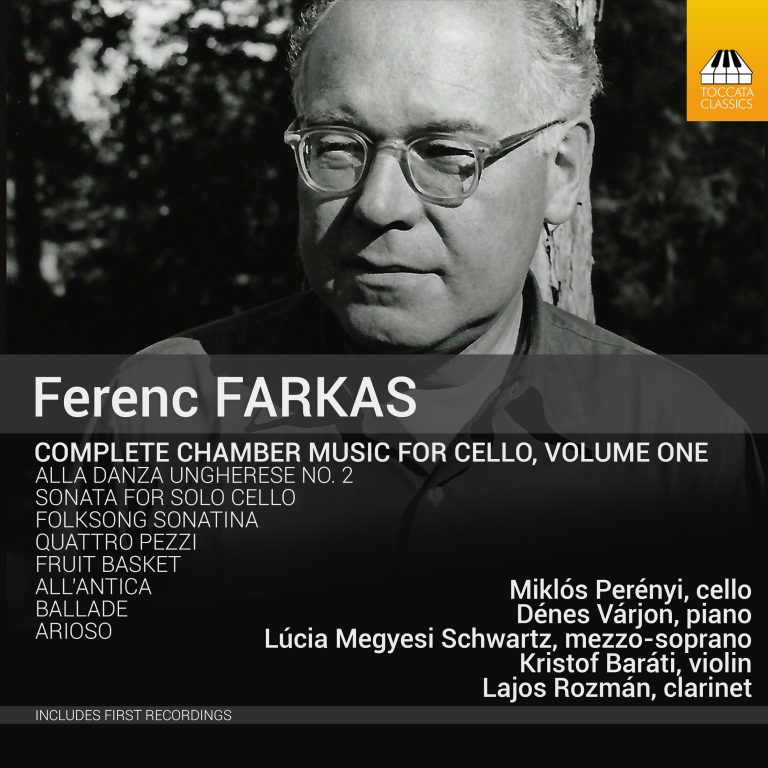 TOCCATA
CLASSICS
Ferenc FARKAS
COMPLETE CHAMBER MUSIC FOR CELLO, VOLUME ONE
ALLA DANZA UNGHERESE NO. 2
SONATA FOR SOLO CELLO
FOLKSONG SONATINA
QUATTRO PEZZI
FRUIT BASKET
ALL'ANTICA
BALLADE
ARIOSO
Miklós Perényi, cello
Dénes Várjon, piano
Lúcia Megyesi Schwartz, mezzo-soprano
Kristof Baráti, violin
Lajos Rozmán, clarinet
INCLUDES FIRST RECORDINGS